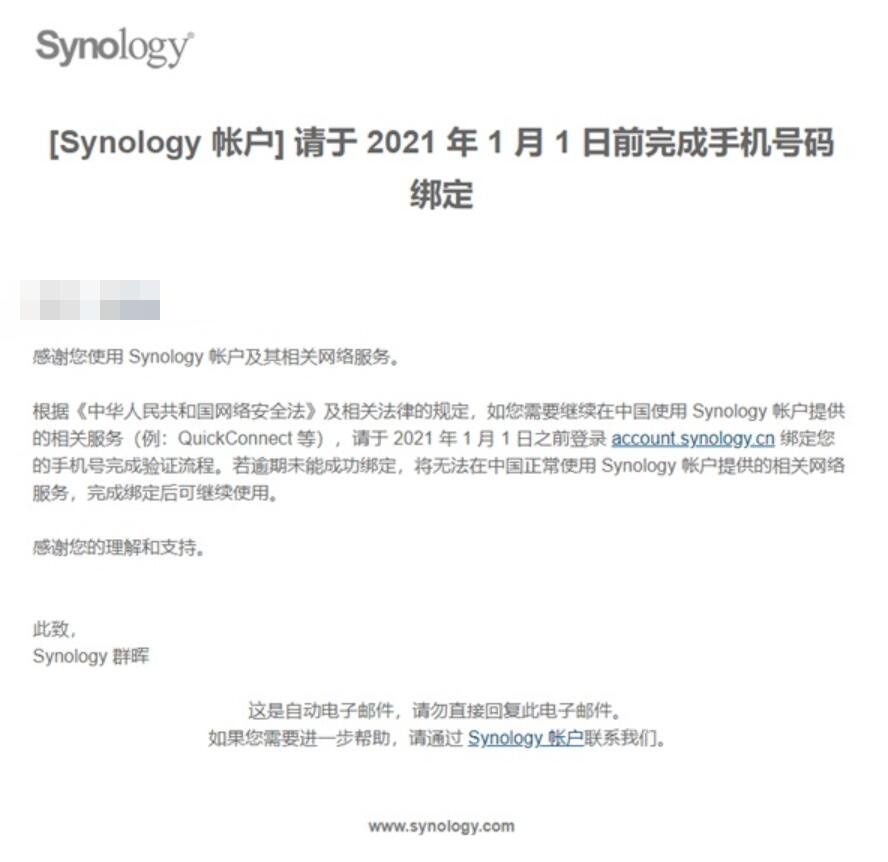 Synology®
[Synology 帐户] 请于 2021 年 1 月 1 日前完成手机号码
绑定
感谢您使用 Synology 帐户及其相关网络服务。
根据《中华人民共和国网络安全法》及相关法律的规定，如您需要继续在中国使用 Synology 帐户提供
的相关服务（例：QuickConnect 等），请于 2021 年 1 月 1 日之前登录 account.synology.cn 绑定您
的手机号完成验证流程。若逾期未能成功绑定，将无法在中国正常使用 Synology 帐户提供的相关网络
服务，完成绑定后可继续使用。
感谢您的理解和支持。
此致，
Synology 群晖
这是自动电子邮件，请勿直接回复此电子邮件。
如果您需要进一步帮助，请通过 Synology 帐户联系我们。
www.synology.com